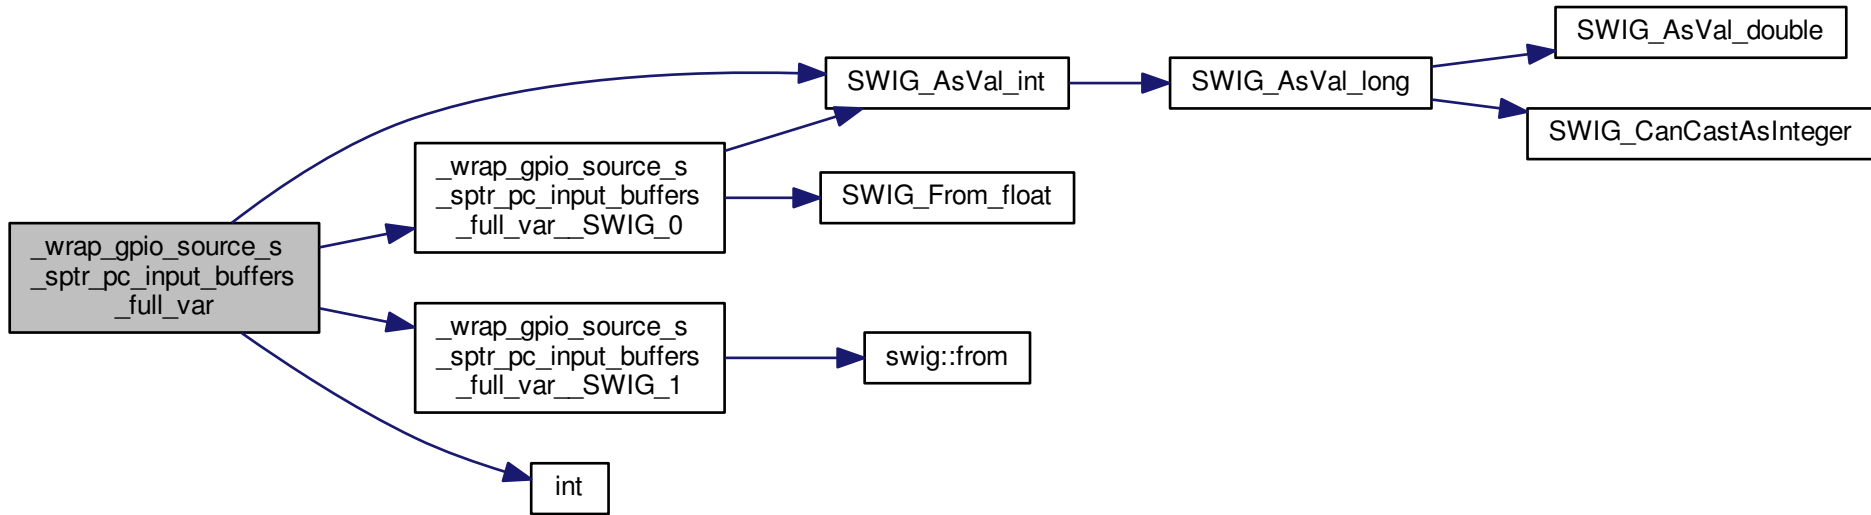 _wrap_gpio_source_s
_sptr_pc_input_buffers
_full_var
_wrap_gpio_source_s
_sptr_pc_input_buffers
_full_var__SWIG_0
_wrap_gpio_source_s
_sptr_pc_input_buffers
_full_var__SWIG_1
int
SWIG_AsVal_int
SWIG_From_float
swig::from
SWIG_AsVal_long
SWIG_AsVal_double
SWIG_CanCastAsInteger